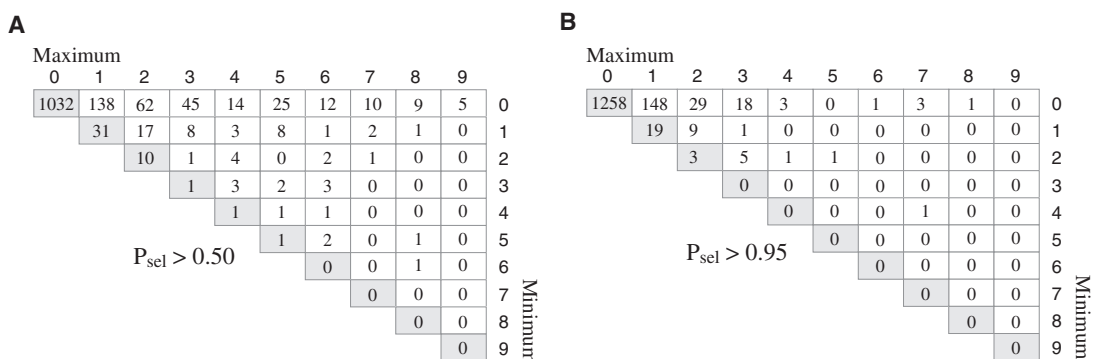 A
Maximum
0 1 2 3 4 5 6 7 8 9
1032 138 62 45 14 25 12 10 9 5 0
31 17 8 3 8 1 2 1 0 1
10 1 4 0 2 1 0 0 2
1 3 2 3 0 0 0 3
1 1 1 0 0 0 4
1 2 0 1 0 5
0 0 1 0 6
0 0 0 7
0 0 8
0 9
Psel > 0.50
Minimum
B
Maximum
0 1 2 3 4 5 6 7 8 9
1258 148 29 18 3 0 1 3 1 0 0
19 9 1 0 0 0 0 0 0 1
3 5 1 1 0 0 0 0 2
0 0 0 0 0 0 0 3
0 0 0 1 0 0 4
0 0 0 0 0 5
0 0 0 0 6
0 0 0 7
0 0 8
0 9
Psel > 0.95
Minimum